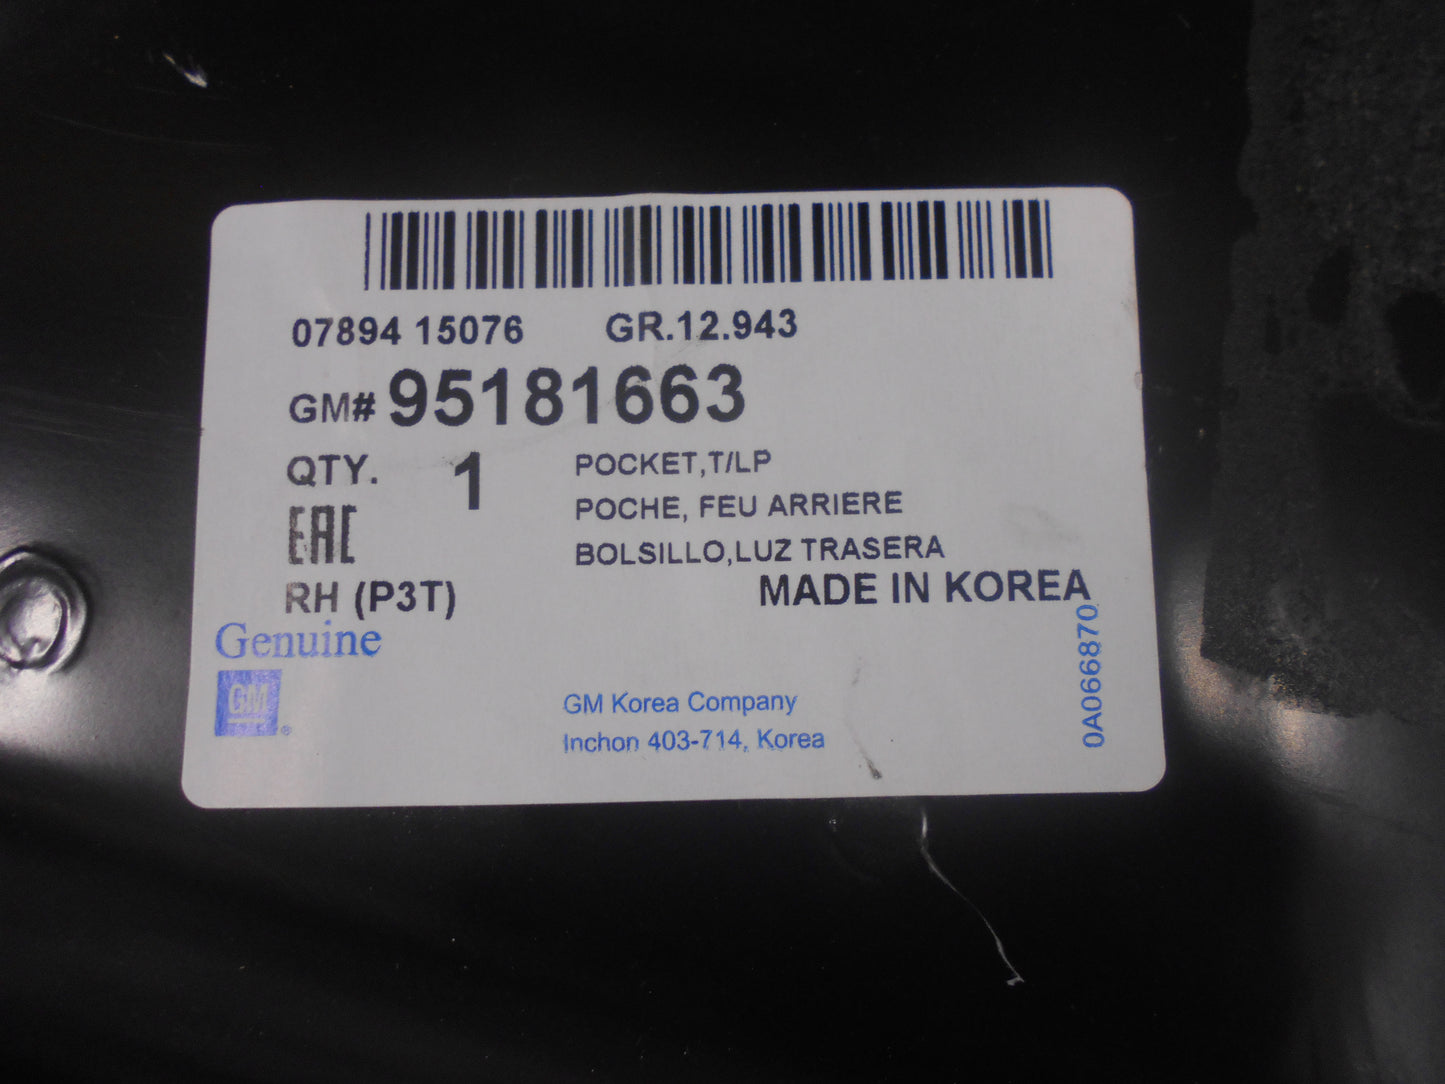 07894 15076 GR.12.943
GM# 95181663
QTY. 1 POCKET,T/LP
POCHE, FEU ARRIERE
EAC
BOLSILLO,LUZ TRASERA
RH (P3T) MADE IN KOREA
Genuine
GM
®
GM Korea Company
Inchon 403-714, Korea
0A066870